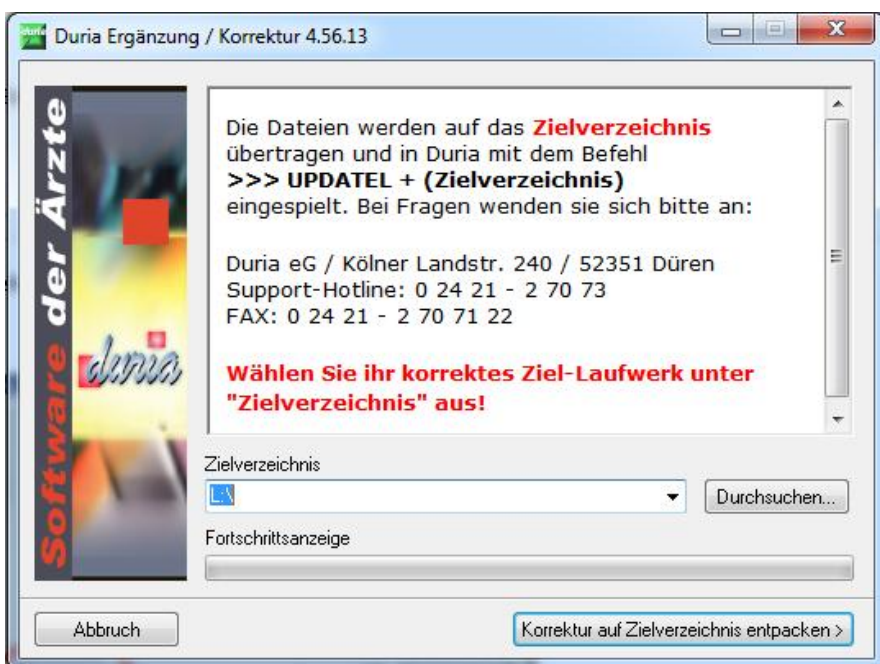 Duria Ergänzung / Korrektur 4.56.13
Software der Ärzte
duria
Die Dateien werden auf das Zielverzeichnis
übertragen und in Duria mit dem Befehl
>>> UPDATEL + (Zielverzeichnis)
eingespielt. Bei Fragen wenden sie sich bitte an:
Duria eG / Kölner Landstr. 240 / 52351 Düren
Support-Hotline: 0 24 21 - 2 70 73
FAX: 0 24 21 - 2 70 71 22
Wählen Sie ihr korrektes Ziel-Laufwerk unter
"Zielverzeichnis" aus!
Zielverzeichnis
L:\
Durchsuchen...
Fortschrittsanzeige
Abbruch
Korrektur auf Zielverzeichnis entpacken >